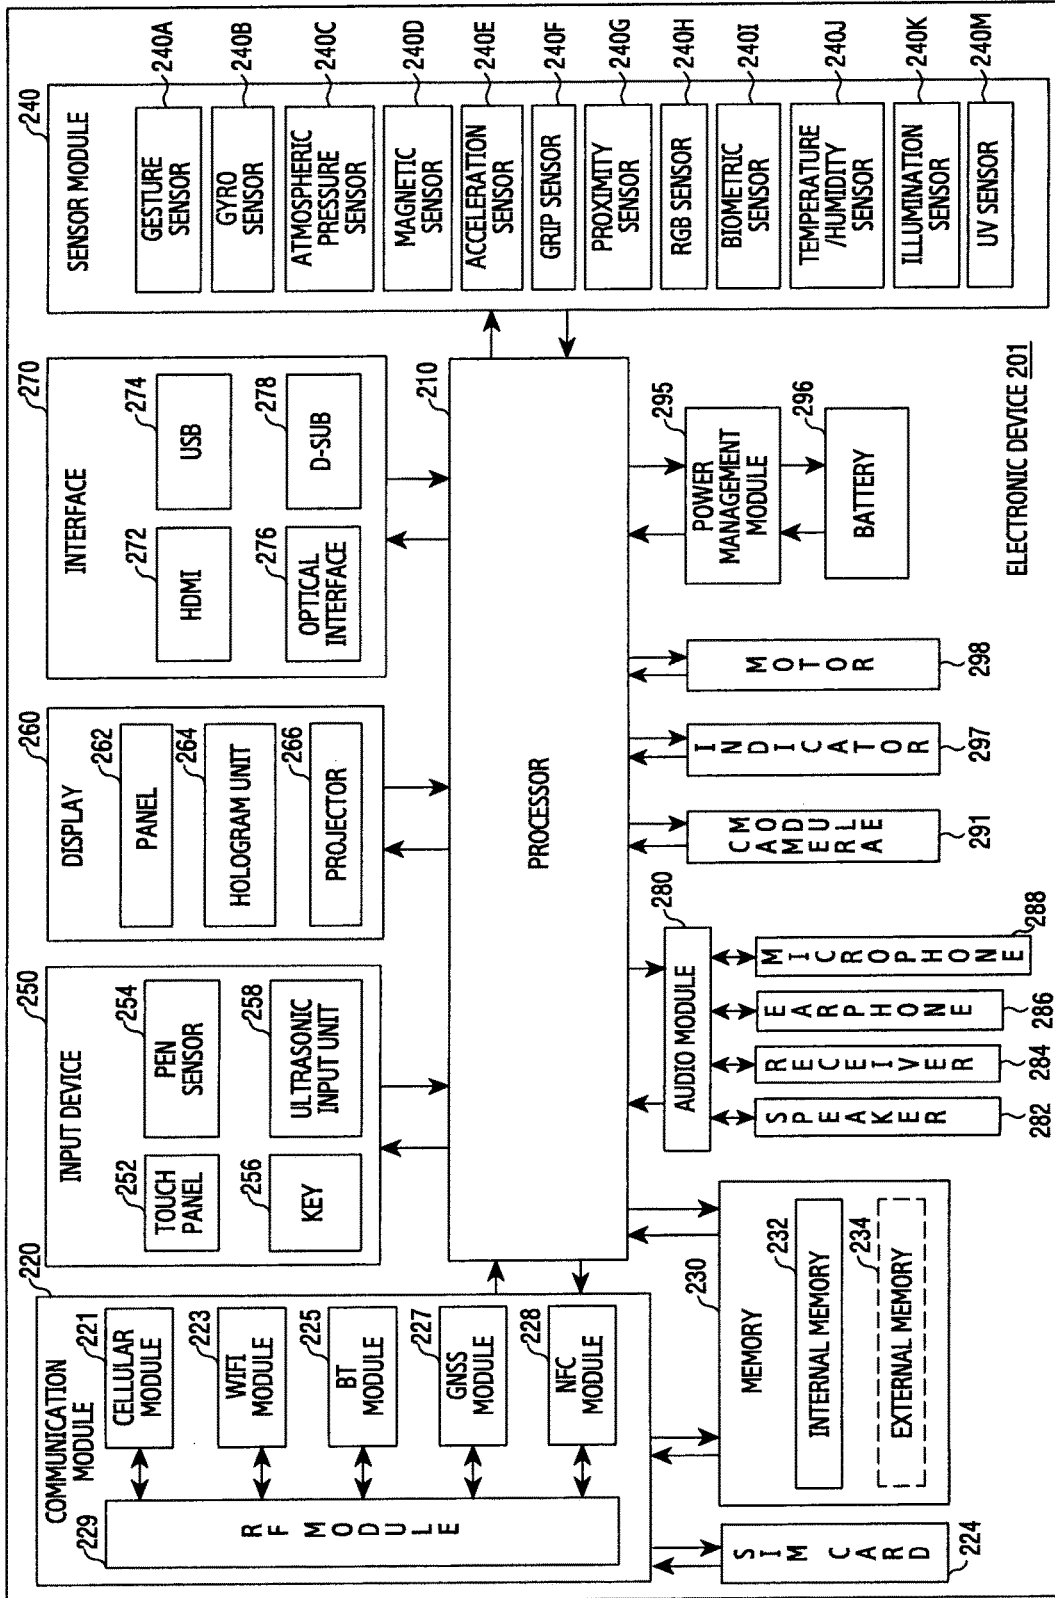 COMMUNICATION
MODULE
220
229
RF MODULE
221
CELLULAR
MODULE
223
WIFI
MODULE
225
BT
MODULE
227
GNSS
MODULE
228
NFC
MODULE
SIM CARD
224
INPUT DEVICE
250
252
TOUCH
PANEL
254
PEN
SENSOR
256
KEY
258
ULTRASONIC
INPUT UNIT
DISPLAY
260
262
PANEL
264
HOLOGRAM UNIT
266
PROJECTOR
INTERFACE
270
272
HDMI
274
USB
276
OPTICAL
INTERFACE
278
D-SUB
SENSOR MODULE
240
GESTURE
SENSOR
240A
GYRO
SENSOR
240B
ATMOSPHERIC
PRESSURE
SENSOR
240C
MAGNETIC
SENSOR
240D
ACCELERATION
SENSOR
240E
GRIP SENSOR
240F
PROXIMITY
SENSOR
240G
RGB SENSOR
240H
BIOMETRIC
SENSOR
240I
TEMPERATURE
/HUMIDITY
SENSOR
240J
ILLUMINATION
SENSOR
240K
UV SENSOR
240M
PROCESSOR
210
MEMORY
230
232
INTERNAL MEMORY
234
EXTERNAL MEMORY
AUDIO MODULE
280
SPEAKER
282
RECEIVER
284
EARPHONE
286
MICROPHONE
288
CAMERA
MODULE
291
INDICATOR
297
MOTOR
298
POWER
MANAGEMENT
MODULE
295
BATTERY
296
ELECTRONIC DEVICE 201